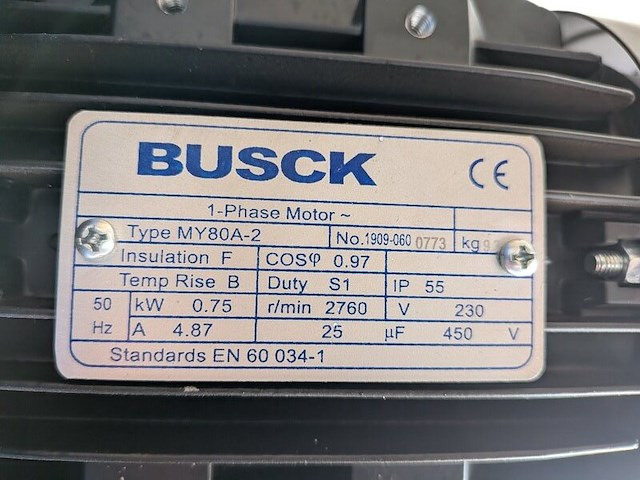 BUSCK CE
1-Phase Motor ~
Type MY80A-2 No.1909-060 0773 kg
Insulation F COSφ 0.97
Temp Rise B Duty S1 IP 55
50 Hz kW 0.75 r/min 2760 V 230
A 4.87 25 µF 450 V
Standards EN 60 034-1